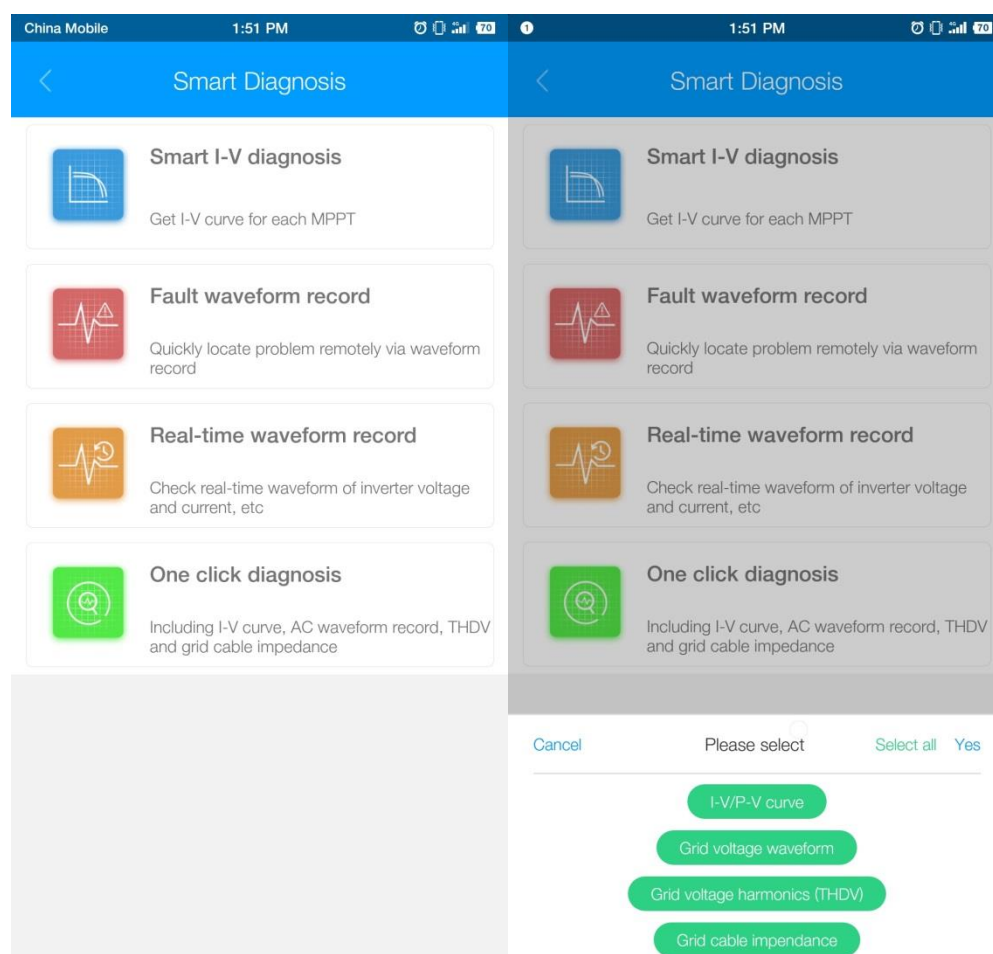 China Mobile 1:51 PM 4G 70
Smart Diagnosis
Smart I-V diagnosis
Get I-V curve for each MPPT
Fault waveform record
Quickly locate problem remotely via waveform
record
Real-time waveform record
Check real-time waveform of inverter voltage
and current, etc
One click diagnosis
Including I-V curve, AC waveform record, THDV
and grid cable impedance
1 1:51 PM 4G 70
Smart Diagnosis
Smart I-V diagnosis
Get I-V curve for each MPPT
Fault waveform record
Quickly locate problem remotely via waveform
record
Real-time waveform record
Check real-time waveform of inverter voltage
and current, etc
One click diagnosis
Including I-V curve, AC waveform record, THDV
and grid cable impedance
Cancel Please select Select all Yes
I-V/P-V curve
Grid voltage waveform
Grid voltage harmonics (THDV)
Grid cable impendance